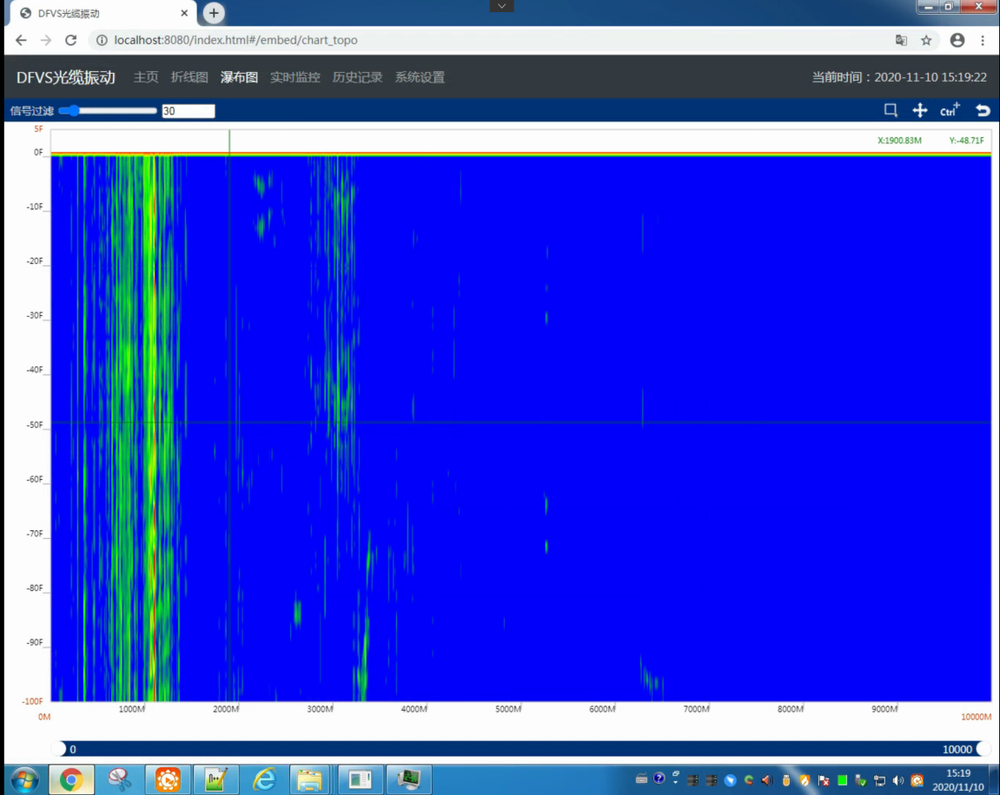 DFVS光缆振动
localhost:8080/index.html#/embed/chart_topo
DFVS光缆振动 主页 折线图 瀑布图 实时监控 历史记录 系统设置 当前时间：2020-11-10 15:19:22
信号过滤 30 Ctrl+
5F
X:1900.83M Y:-48.71F
0F
-10F
-20F
-30F
-40F
-50F
-60F
-70F
-80F
-90F
-100F
0M 1000M 2000M 3000M 4000M 5000M 6000M 7000M 8000M 9000M 10000M
0 10000
15:19
2020/11/10